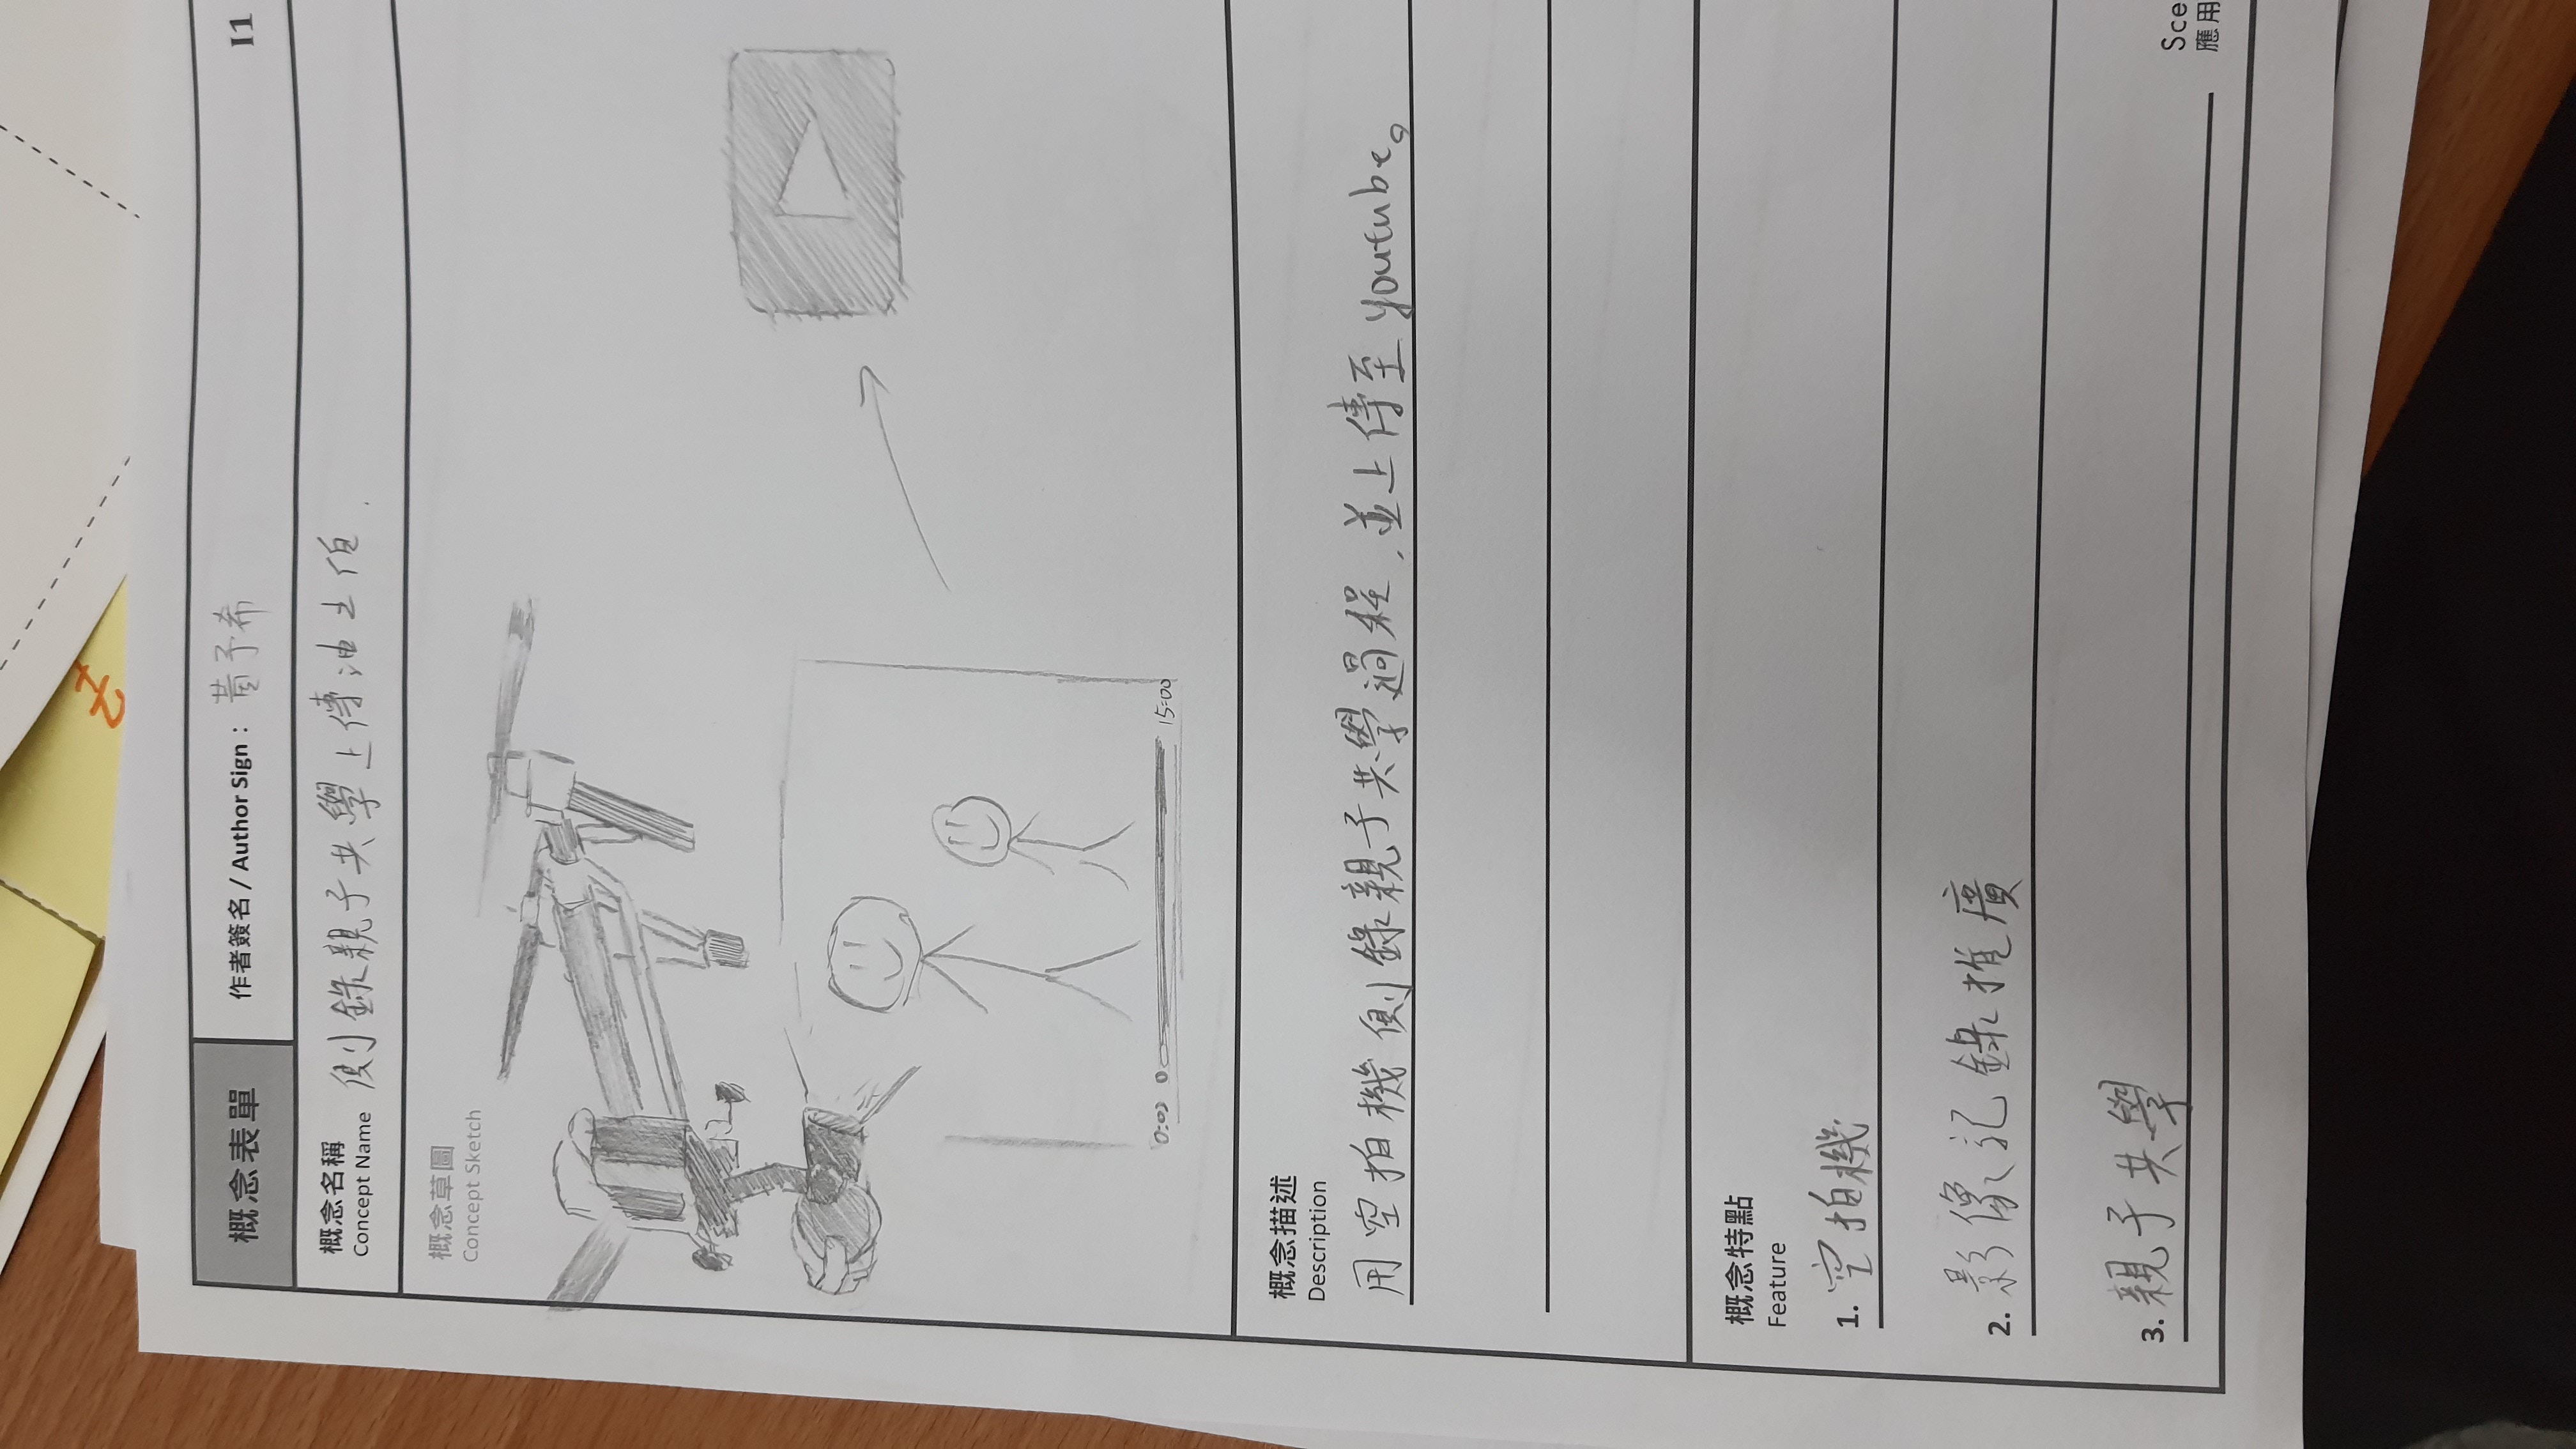 概念表單
作者簽名 / Author Sign： 黃予希
I1
概念名稱
Concept Name
側錄親子共學上傳油土伯.
概念草圖
Concept Sketch
0:00
15:00
概念描述
Description
用空拍機側錄親子共學過程,並上傳至youtube。
概念特點
Feature
1. 空拍機
2. 影像記錄推廣
3. 親子共學
Sce
應用